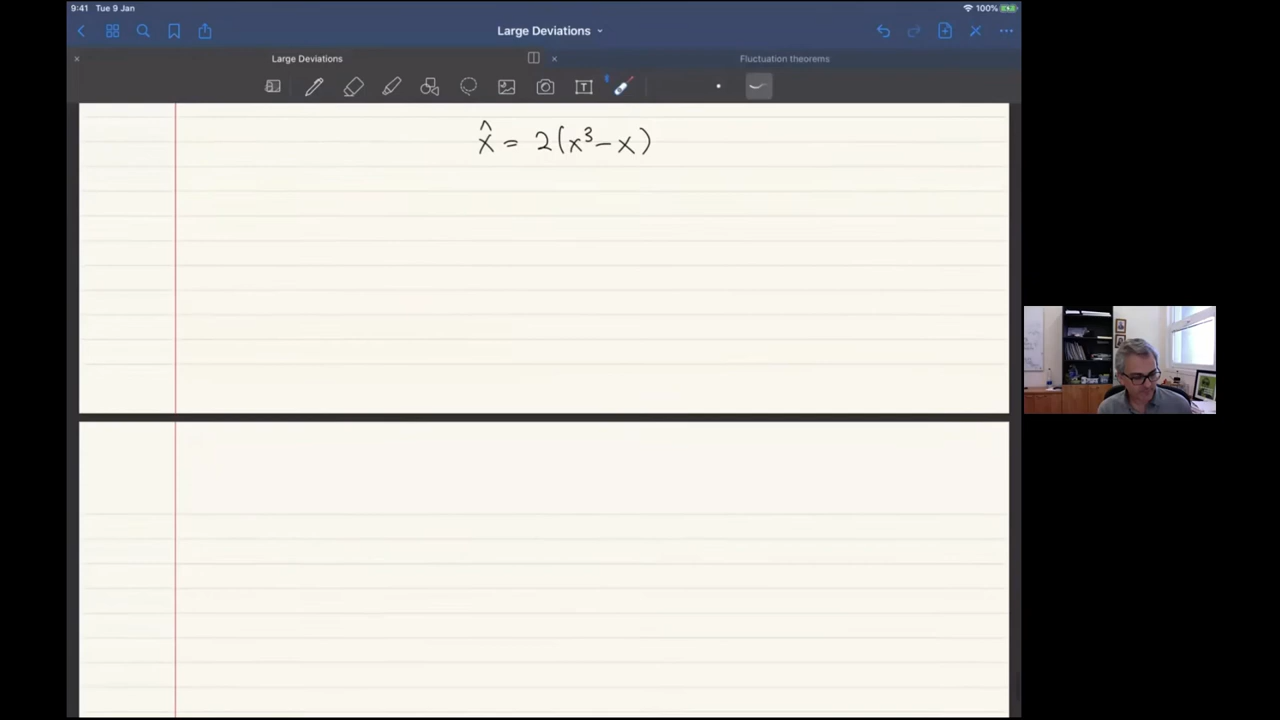 9:41 Tue 9 Jan 100%
Large Deviations
Large Deviations Fluctuation theorems
T
x̂ = 2(x³ − x)